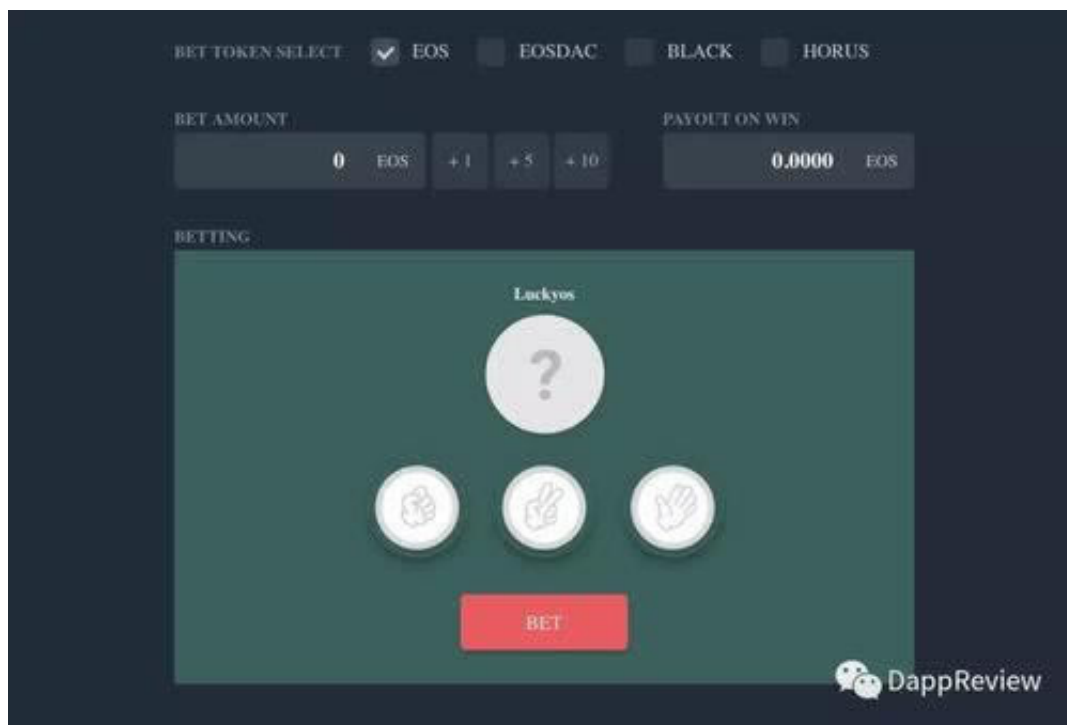 BET TOKEN SELECT EOS EOSDAC BLACK HORUS
BET AMOUNT PAYOUT ON WIN
0 EOS + 1 + 5 + 10 0.0000 EOS
BETTING
Luckyos
?
BET
DappReview